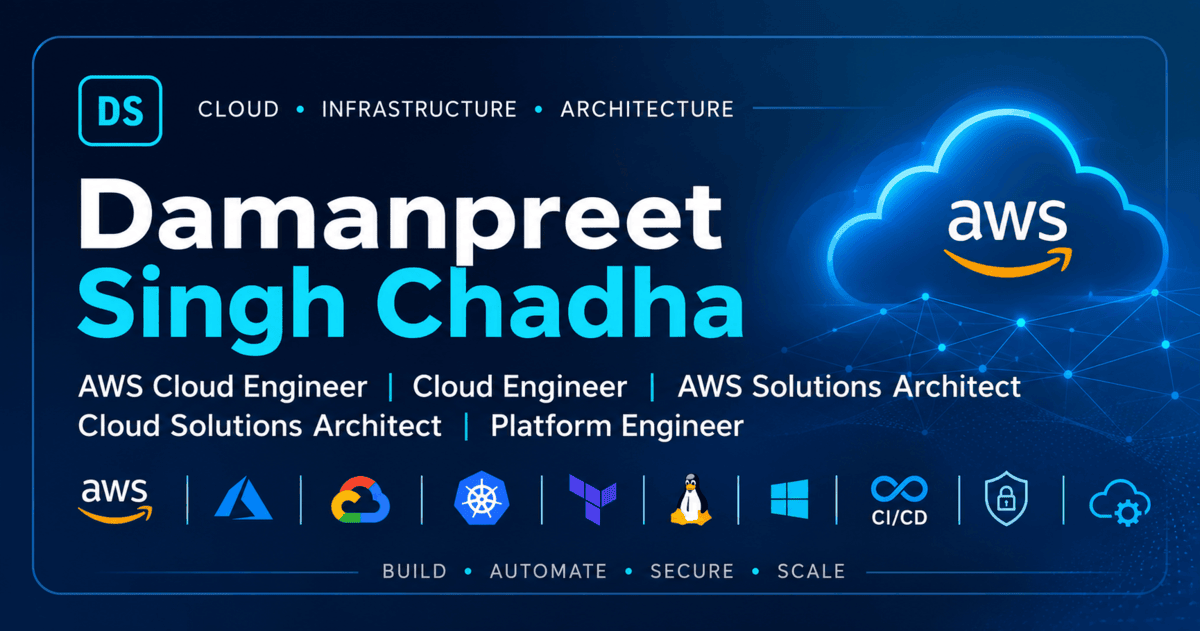 DS
CLOUD • INFRASTRUCTURE • ARCHITECTURE
Damanpreet
Singh Chadha
aws
AWS Cloud Engineer | Cloud Engineer | AWS Solutions Architect
Cloud Solutions Architect | Platform Engineer
aws
CI/CD
BUILD • AUTOMATE • SECURE • SCALE